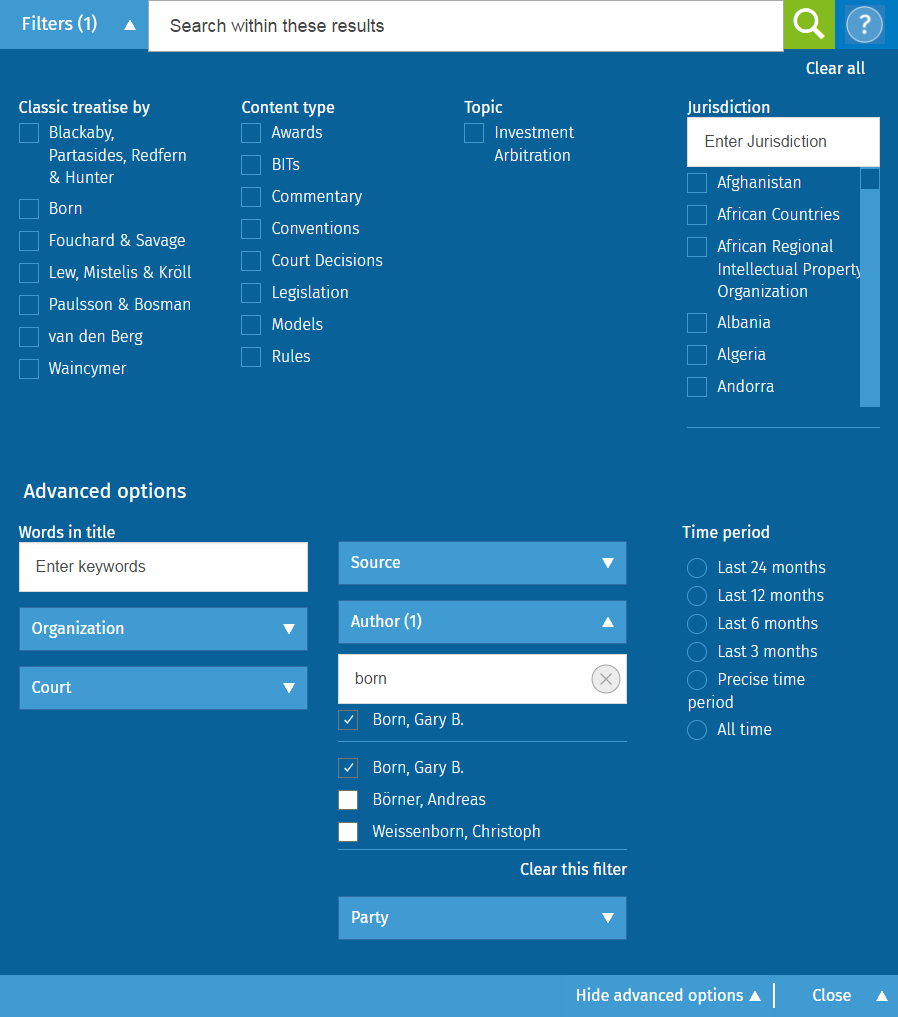 Filters (1) ▲
Search within these results
?
Clear all
Classic treatise by
Blackaby,
Partasides, Redfern
& Hunter
Born
Fouchard & Savage
Lew, Mistelis & Kröll
Paulsson & Bosman
van den Berg
Waincymer
Content type
Awards
BITs
Commentary
Conventions
Court Decisions
Legislation
Models
Rules
Topic
Investment
Arbitration
Jurisdiction
Enter Jurisdiction
Afghanistan
African Countries
African Regional
Intellectual Property
Organization
Albania
Algeria
Andorra
Advanced options
Words in title
Enter keywords
Organization ▼
Court ▼
Source ▼
Author (1) ▲
born
Born, Gary B.
Born, Gary B.
Börner, Andreas
Weissenborn, Christoph
Clear this filter
Party ▼
Time period
Last 24 months
Last 12 months
Last 6 months
Last 3 months
Precise time
period
All time
Hide advanced options ▲ | Close ▲